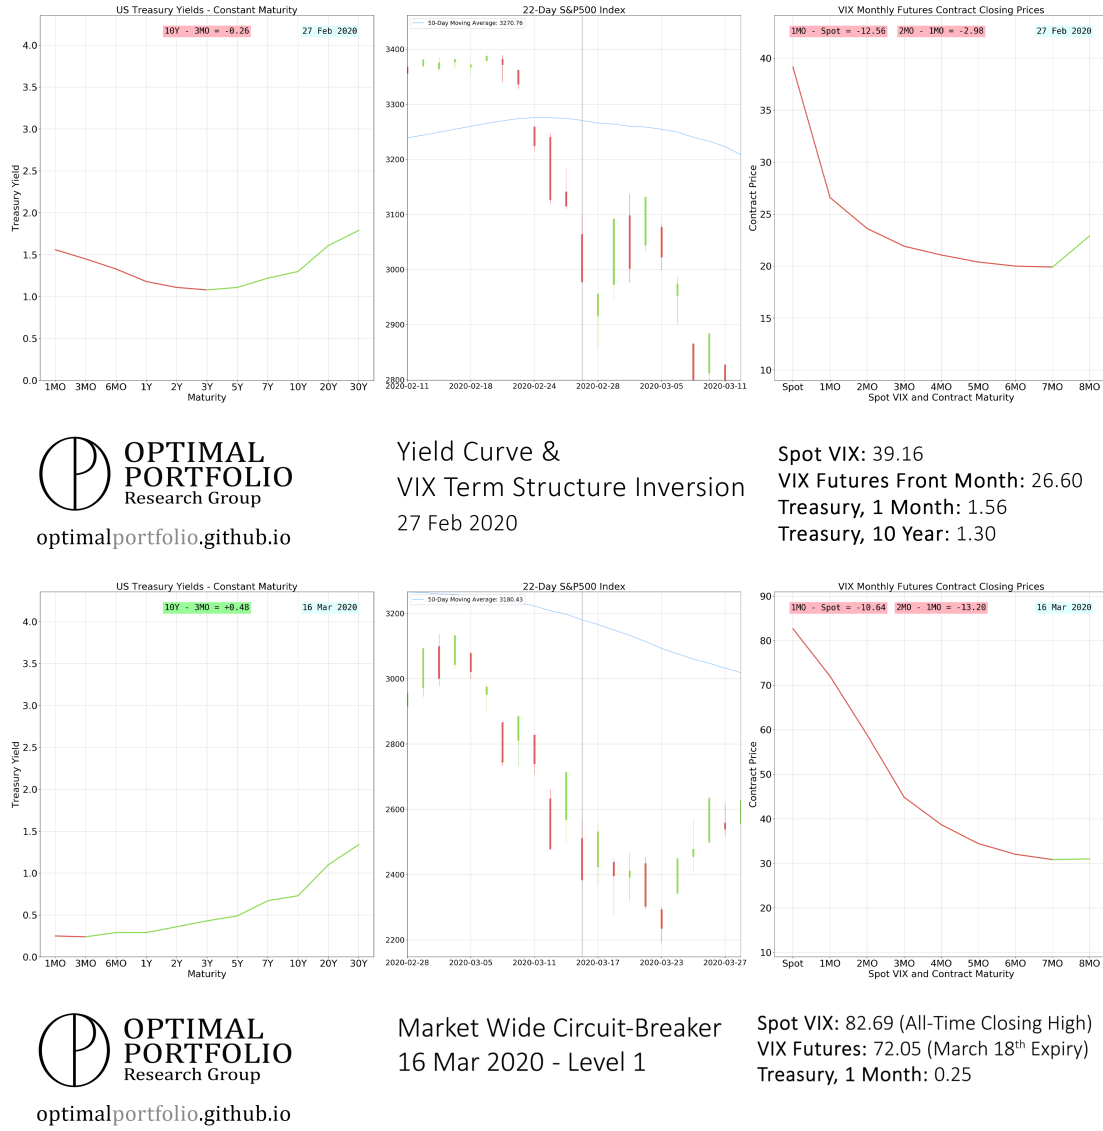 US Treasury Yields - Constant Maturity
10Y - 3MO = -0.26
27 Feb 2020
Treasury Yield
4.0
3.5
3.0
2.5
2.0
1.5
1.0
0.5
0.0
1MO 3MO 6MO 1Y 2Y 3Y 5Y 7Y 10Y 20Y 30Y
Maturity
22-Day S&P500 Index
50-Day Moving Average: 3270.76
3400
3300
3200
3100
3000
2900
2800
2020-02-11 2020-02-18 2020-02-24 2020-02-28 2020-03-05 2020-03-11
VIX Monthly Futures Contract Closing Prices
1MO - Spot = -12.56 2MO - 1MO = -2.98
27 Feb 2020
Contract Price
40
35
30
25
20
15
10
Spot 1MO 2MO 3MO 4MO 5MO 6MO 7MO 8MO
Spot VIX and Contract Maturity
OPTIMAL
PORTFOLIO
Research Group
optimalportfolio.github.io
Yield Curve &
VIX Term Structure Inversion
27 Feb 2020
Spot VIX: 39.16
VIX Futures Front Month: 26.60
Treasury, 1 Month: 1.56
Treasury, 10 Year: 1.30
US Treasury Yields - Constant Maturity
10Y - 3MO = +0.48
16 Mar 2020
Treasury Yield
4.0
3.5
3.0
2.5
2.0
1.5
1.0
0.5
0.0
1MO 3MO 6MO 1Y 2Y 3Y 5Y 7Y 10Y 20Y 30Y
Maturity
22-Day S&P500 Index
50-Day Moving Average: 3180.43
3200
3000
2800
2600
2400
2200
2020-02-28 2020-03-05 2020-03-11 2020-03-17 2020-03-23 2020-03-27
VIX Monthly Futures Contract Closing Prices
1MO - Spot = -10.64 2MO - 1MO = -13.20
16 Mar 2020
Contract Price
90
80
70
60
50
40
30
20
10
Spot 1MO 2MO 3MO 4MO 5MO 6MO 7MO 8MO
Spot VIX and Contract Maturity
OPTIMAL
PORTFOLIO
Research Group
optimalportfolio.github.io
Market Wide Circuit-Breaker
16 Mar 2020 - Level 1
Spot VIX: 82.69 (All-Time Closing High)
VIX Futures: 72.05 (March 18th Expiry)
Treasury, 1 Month: 0.25